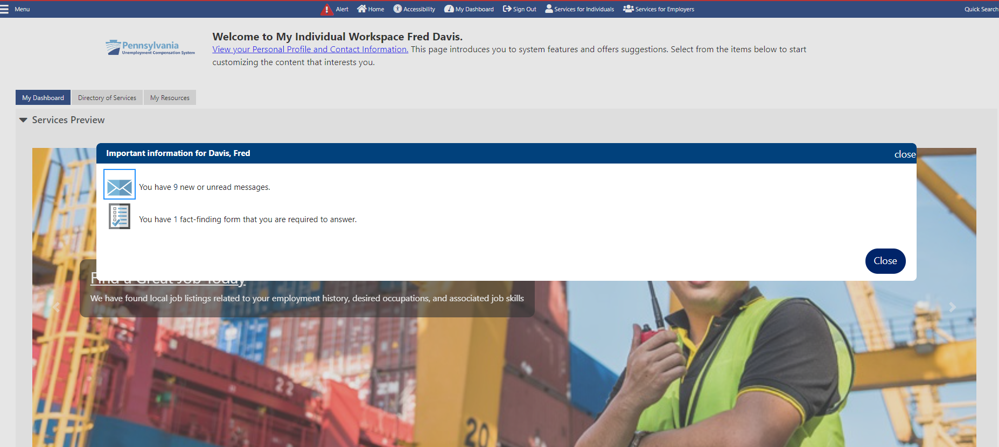 Menu
Alert
Home
Accessibility
My Dashboard
Sign Out
Services for Individuals
Services for Employers
Quick Search
Pennsylvania
Unemployment Compensation System
Welcome to My Individual Workspace Fred Davis.
View your Personal Profile and Contact Information. This page introduces you to system features and offers suggestions. Select from the items below to start
customizing the content that interests you.
My Dashboard
Directory of Services
My Resources
Services Preview
Important information for Davis, Fred
close
You have 9 new or unread messages.
You have 1 fact-finding form that you are required to answer.
Close
Find a Great Job Today
We have found local job listings related to your employment history, desired occupations, and associated job skills
22
20